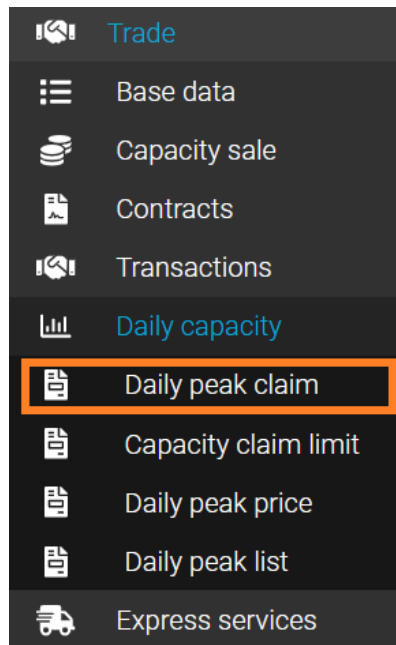 Trade
Base data
Capacity sale
Contracts
Transactions
Daily capacity
Daily peak claim
Capacity claim limit
Daily peak price
Daily peak list
Express services